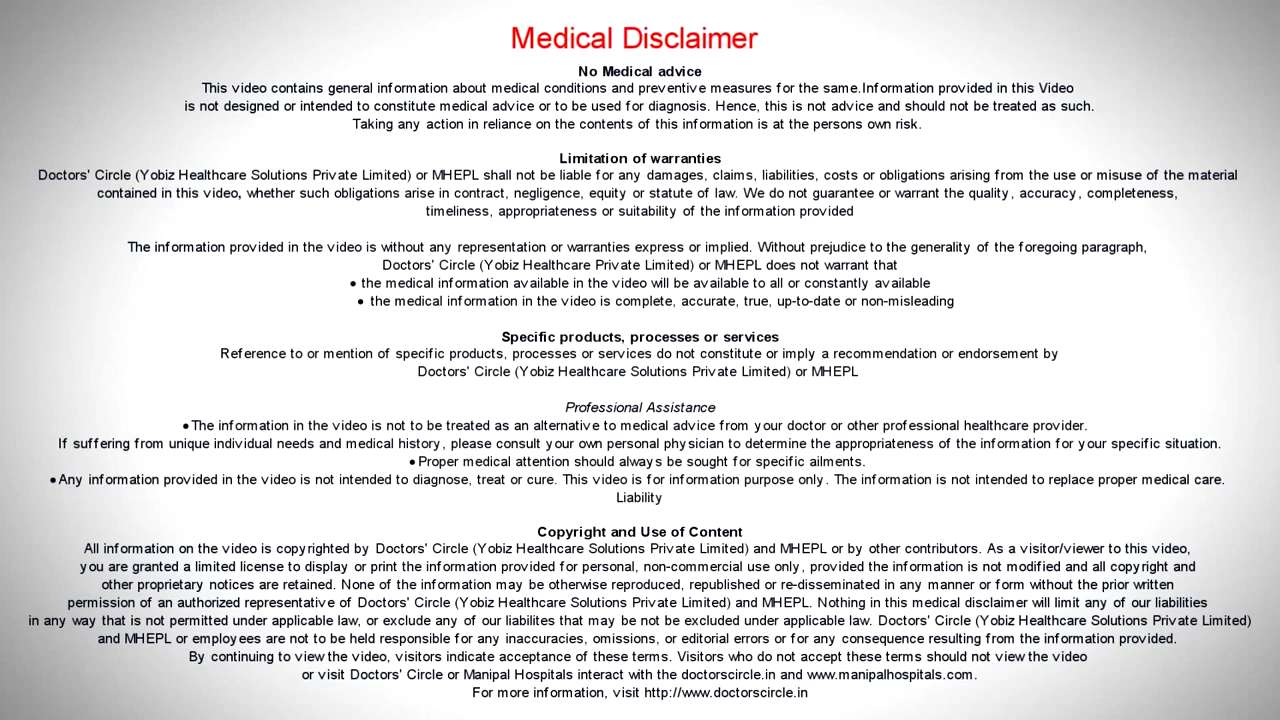 Medical Disclaimer
No Medical advice
This video contains general information about medical conditions and preventive measures for the same.Information provided in this Video
is not designed or intended to constitute medical advice or to be used for diagnosis. Hence, this is not advice and should not be treated as such.
Taking any action in reliance on the contents of this information is at the persons own risk.
Limitation of warranties
Doctors' Circle (Yobiz Healthcare Solutions Private Limited) or MHEPL shall not be liable for any damages, claims, liabilities, costs or obligations arising from the use or misuse of the material
contained in this video, whether such obligations arise in contract, negligence, equity or statute of law. We do not guarantee or warrant the quality, accuracy, completeness,
timeliness, appropriateness or suitability of the information provided
The information provided in the video is without any representation or warranties express or implied. Without prejudice to the generality of the foregoing paragraph,
Doctors' Circle (Yobiz Healthcare Private Limited) or MHEPL does not warrant that
• the medical information available in the video will be available to all or constantly available
• the medical information in the video is complete, accurate, true, up-to-date or non-misleading
Specific products, processes or services
Reference to or mention of specific products, processes or services do not constitute or imply a recommendation or endorsement by
Doctors' Circle (Yobiz Healthcare Solutions Private Limited) or MHEPL
Professional Assistance
•The information in the video is not to be treated as an alternative to medical advice from your doctor or other professional healthcare provider.
If suffering from unique individual needs and medical history, please consult your own personal physician to determine the appropriateness of the information for your specific situation.
•Proper medical attention should always be sought for specific ailments.
•Any information provided in the video is not intended to diagnose, treat or cure. This video is for information purpose only. The information is not intended to replace proper medical care.
Liability
Copyright and Use of Content
All information on the video is copyrighted by Doctors' Circle (Yobiz Healthcare Solutions Private Limited) and MHEPL or by other contributors. As a visitor/viewer to this video,
you are granted a limited license to display or print the information provided for personal, non-commercial use only, provided the information is not modified and all copyright and
other proprietary notices are retained. None of the information may be otherwise reproduced, republished or re-disseminated in any manner or form without the prior written
permission of an authorized representative of Doctors' Circle (Yobiz Healthcare Solutions Private Limited) and MHEPL. Nothing in this medical disclaimer will limit any of our liabilities
in any way that is not permitted under applicable law, or exclude any of our liabilites that may be not be excluded under applicable law. Doctors' Circle (Yobiz Healthcare Solutions Private Limited)
and MHEPL or employees are not to be held responsible for any inaccuracies, omissions, or editorial errors or for any consequence resulting from the information provided.
By continuing to view the video, visitors indicate acceptance of these terms. Visitors who do not accept these terms should not view the video
or visit Doctors' Circle or Manipal Hospitals interact with the doctorscircle.in and www.manipalhospitals.com.
For more information, visit http://www.doctorscircle.in